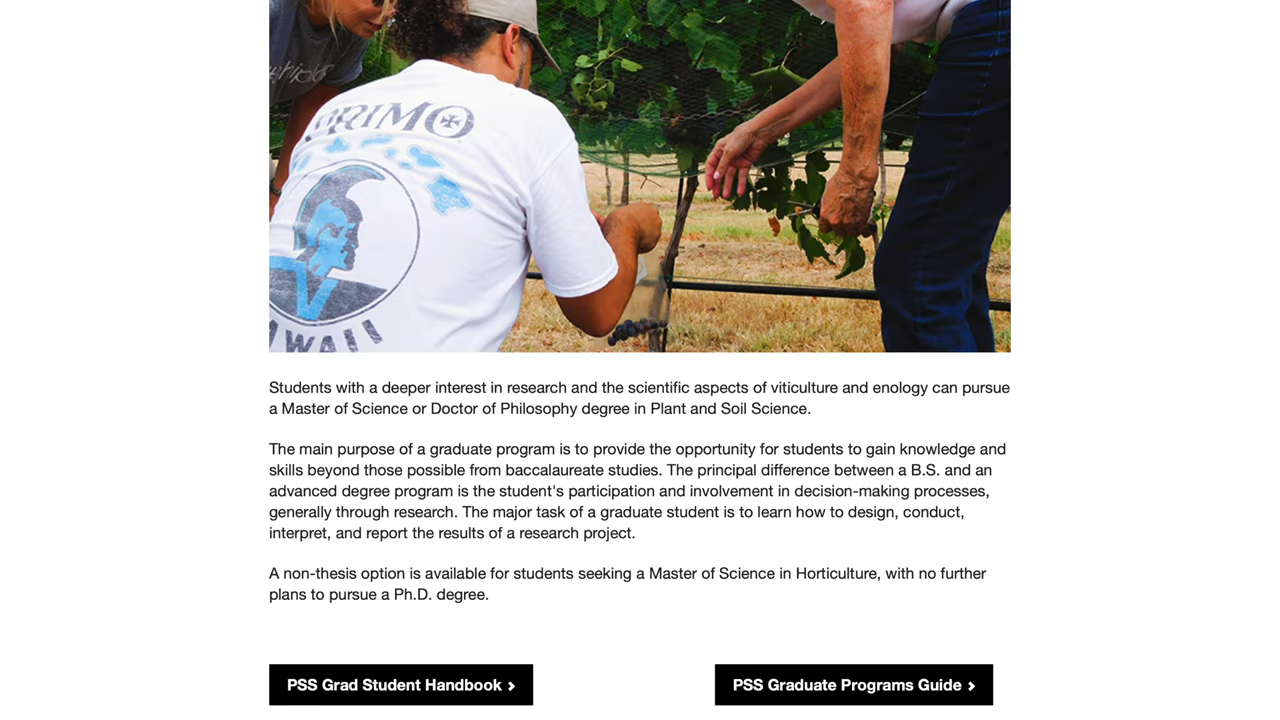 PRIMO
Students with a deeper interest in research and the scientific aspects of viticulture and enology can pursue
a Master of Science or Doctor of Philosophy degree in Plant and Soil Science.
The main purpose of a graduate program is to provide the opportunity for students to gain knowledge and
skills beyond those possible from baccalaureate studies. The principal difference between a B.S. and an
advanced degree program is the student's participation and involvement in decision-making processes,
generally through research. The major task of a graduate student is to learn how to design, conduct,
interpret, and report the results of a research project.
A non-thesis option is available for students seeking a Master of Science in Horticulture, with no further
plans to pursue a Ph.D. degree.
PSS Grad Student Handbook
PSS Graduate Programs Guide